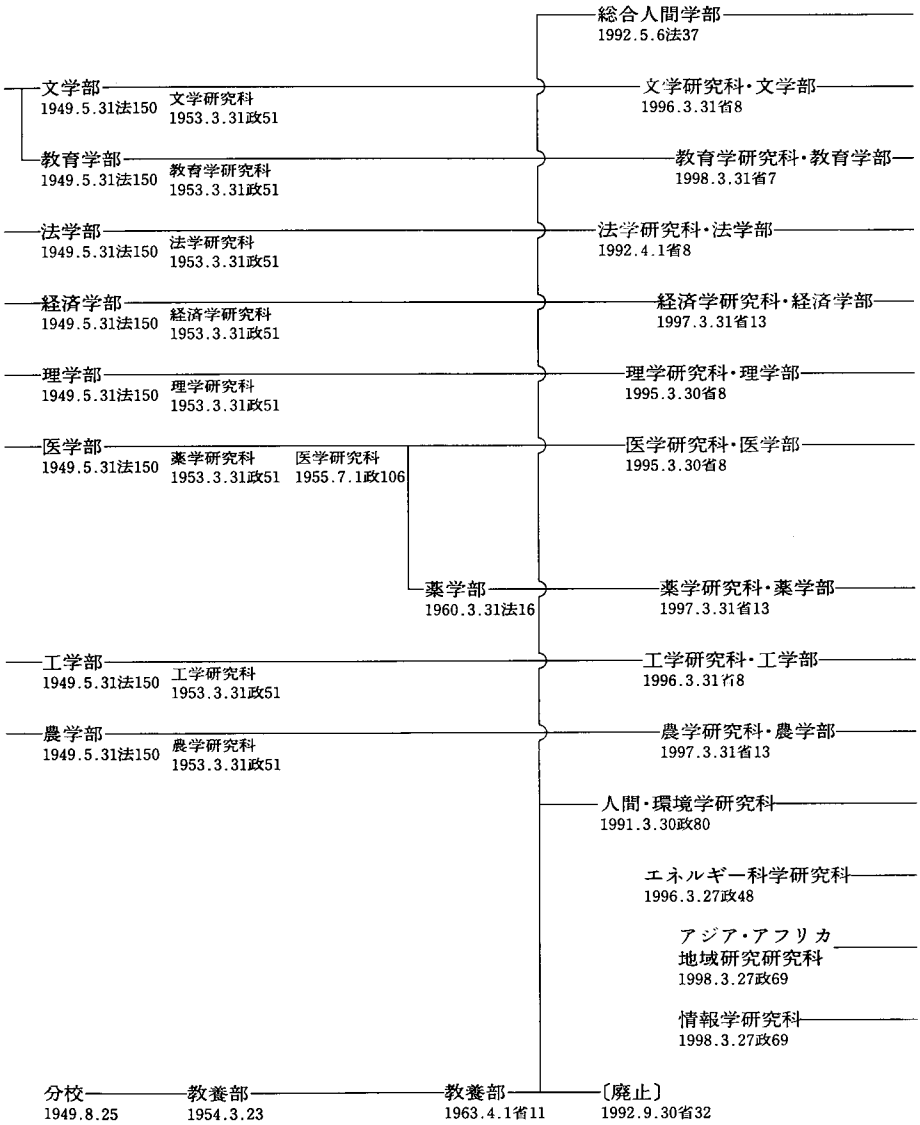 総合人間学部
1992.5.6法37
文学部
1949.5.31法150
文学研究科
1953.3.31政51
文学研究科・文学部
1996.3.31省8
教育学部
1949.5.31法150
教育学研究科
1953.3.31政51
教育学研究科・教育学部
1998.3.31省7
法学部
1949.5.31法150
法学研究科
1953.3.31政51
法学研究科・法学部
1992.4.1省8
経済学部
1949.5.31法150
経済学研究科
1953.3.31政51
経済学研究科・経済学部
1997.3.31省13
理学部
1949.5.31法150
理学研究科
1953.3.31政51
理学研究科・理学部
1995.3.30省8
医学部
1949.5.31法150
薬学研究科
1953.3.31政51
医学研究科
1955.7.1政106
医学研究科・医学部
1995.3.30省8
薬学部
1960.3.31法16
薬学研究科・薬学部
1997.3.31省13
工学部
1949.5.31法150
工学研究科
1953.3.31政51
工学研究科・工学部
1996.3.31省8
農学部
1949.5.31法150
農学研究科
1953.3.31政51
農学研究科・農学部
1997.3.31省13
人間・環境学研究科
1991.3.30政80
エネルギー科学研究科
1996.3.27政48
アジア・アフリカ
地域研究研究科
1998.3.27政69
情報学研究科
1998.3.27政69
分校
1949.8.25
教養部
1954.3.23
教養部
1963.4.1省11
〔廃止〕
1992.9.30省32